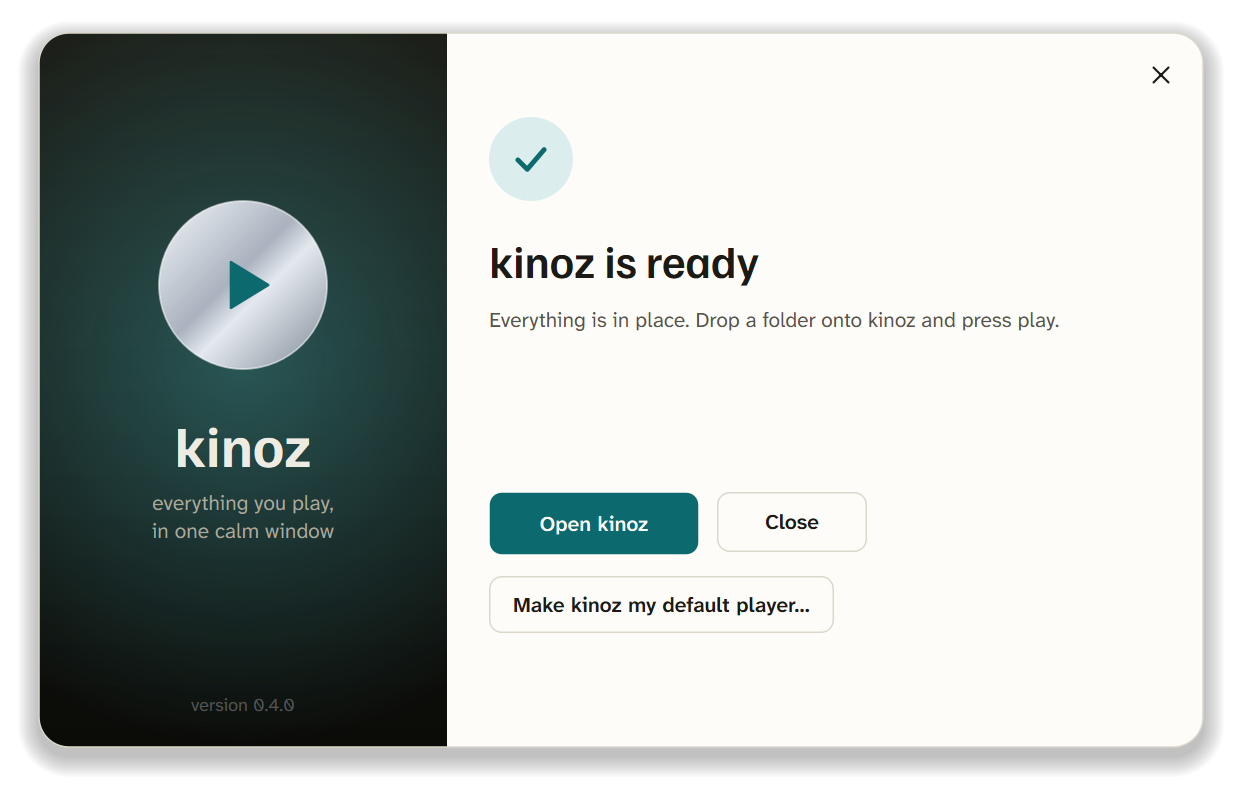 kinoz
everything you play,
in one calm window
version 0.4.0
kinoz is ready
Everything is in place. Drop a folder onto kinoz and press play.
Open kinoz
Close
Make kinoz my default player...